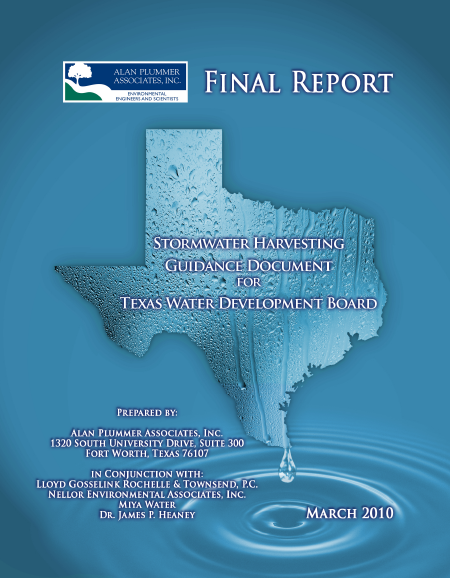 ALAN PLUMMER
ASSOCIATES, INC.
ENVIRONMENTAL
ENGINEERS AND SCIENTISTS
FINAL REPORT
STORMWATER HARVESTING
GUIDANCE DOCUMENT
FOR
TEXAS WATER DEVELOPMENT BOARD
PREPARED BY:
ALAN PLUMMER ASSOCIATES, INC.
1320 SOUTH UNIVERSITY DRIVE, SUITE 300
FORT WORTH, TEXAS 76107
IN CONJUNCTION WITH:
LLOYD GOSSELINK ROCHELLE & TOWNSEND, P.C.
NELLOR ENVIRONMENTAL ASSOCIATES, INC.
MIYA WATER
DR. JAMES P. HEANEY
MARCH 2010